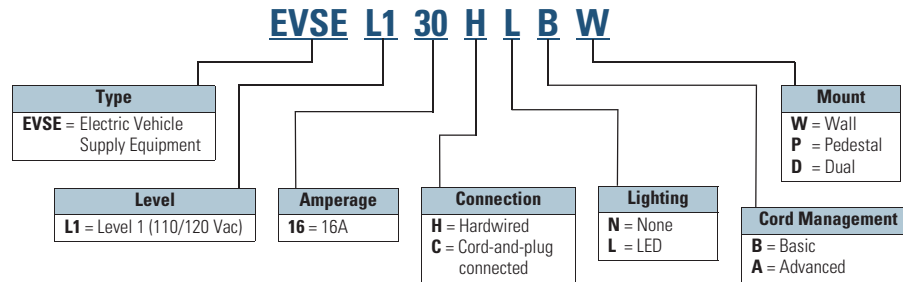 EVSE L1 30 H L B W
Type
EVSE = Electric Vehicle
Supply Equipment
Mount
W = Wall
P = Pedestal
D = Dual
Level
L1 = Level 1 (110/120 Vac)
Amperage
16 = 16A
Connection
H = Hardwired
C = Cord-and-plug
connected
Lighting
N = None
L = LED
Cord Management
B = Basic
A = Advanced